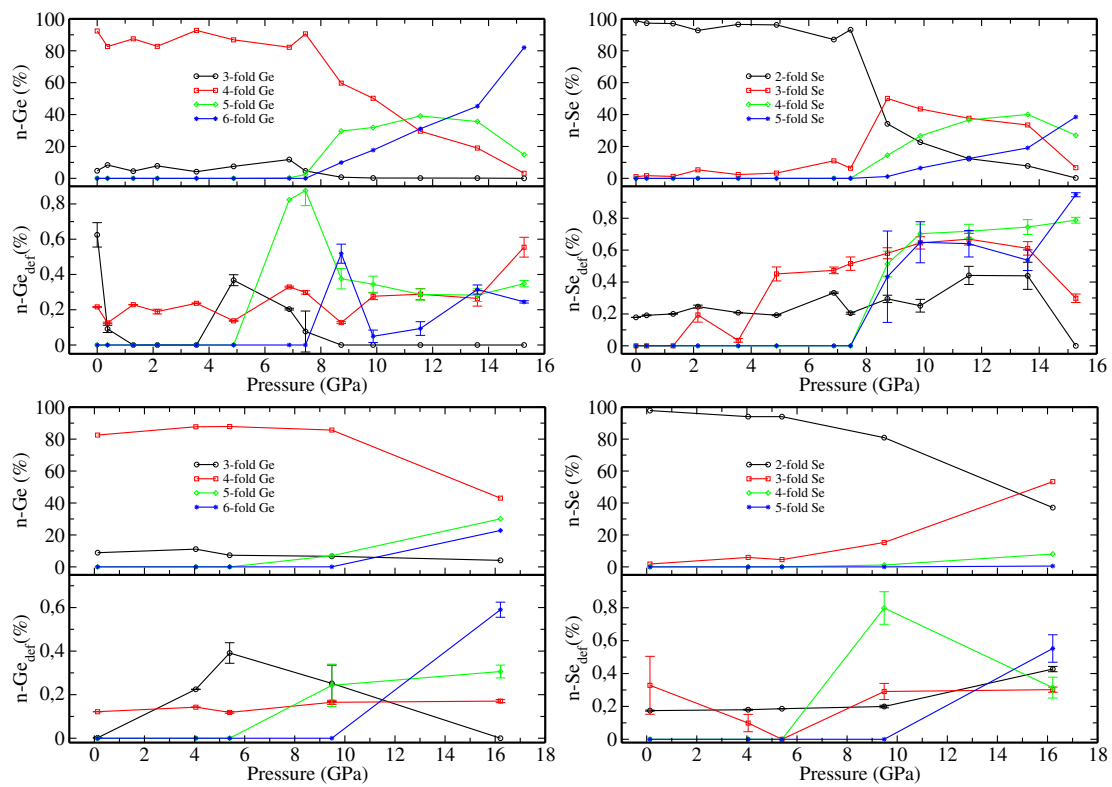 100
80
60
40
20
0
n-Ge (%)
3-fold Ge
4-fold Ge
5-fold Ge
6-fold Ge
0,8
0,6
0,4
0,2
0
n-Ge_def(%)
0 2 4 6 8 10 12 14 16
Pressure (GPa)
100
80
60
40
20
0
n-Se (%)
2-fold Se
3-fold Se
4-fold Se
5-fold Se
0,8
0,6
0,4
0,2
0
n-Se_def(%)
0 2 4 6 8 10 12 14 16
Pressure (GPa)
100
80
60
40
20
0
n-Ge (%)
3-fold Ge
4-fold Ge
5-fold Ge
6-fold Ge
0,6
0,4
0,2
0
n-Ge_def(%)
0 2 4 6 8 10 12 14 16 18
Pressure (GPa)
100
80
60
40
20
0
n-Se (%)
2-fold Se
3-fold Se
4-fold Se
5-fold Se
0,8
0,6
0,4
0,2
0
n-Se_def(%)
0 2 4 6 8 10 12 14 16 18
Pressure (GPa)